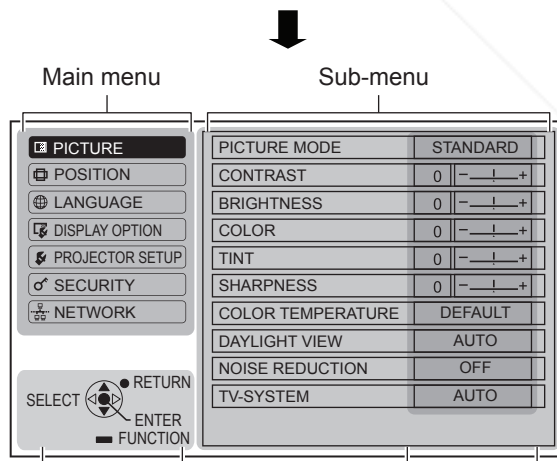 Main menu Sub-menu
PICTURE
POSITION
LANGUAGE
DISPLAY OPTION
PROJECTOR SETUP
SECURITY
NETWORK
PICTURE MODE STANDARD
CONTRAST 0 - +
BRIGHTNESS 0 - +
COLOR 0 - +
TINT 0 - +
SHARPNESS 0 - +
COLOR TEMPERATURE DEFAULT
DAYLIGHT VIEW AUTO
NOISE REDUCTION OFF
TV-SYSTEM AUTO
RETURN
SELECT
ENTER
FUNCTION